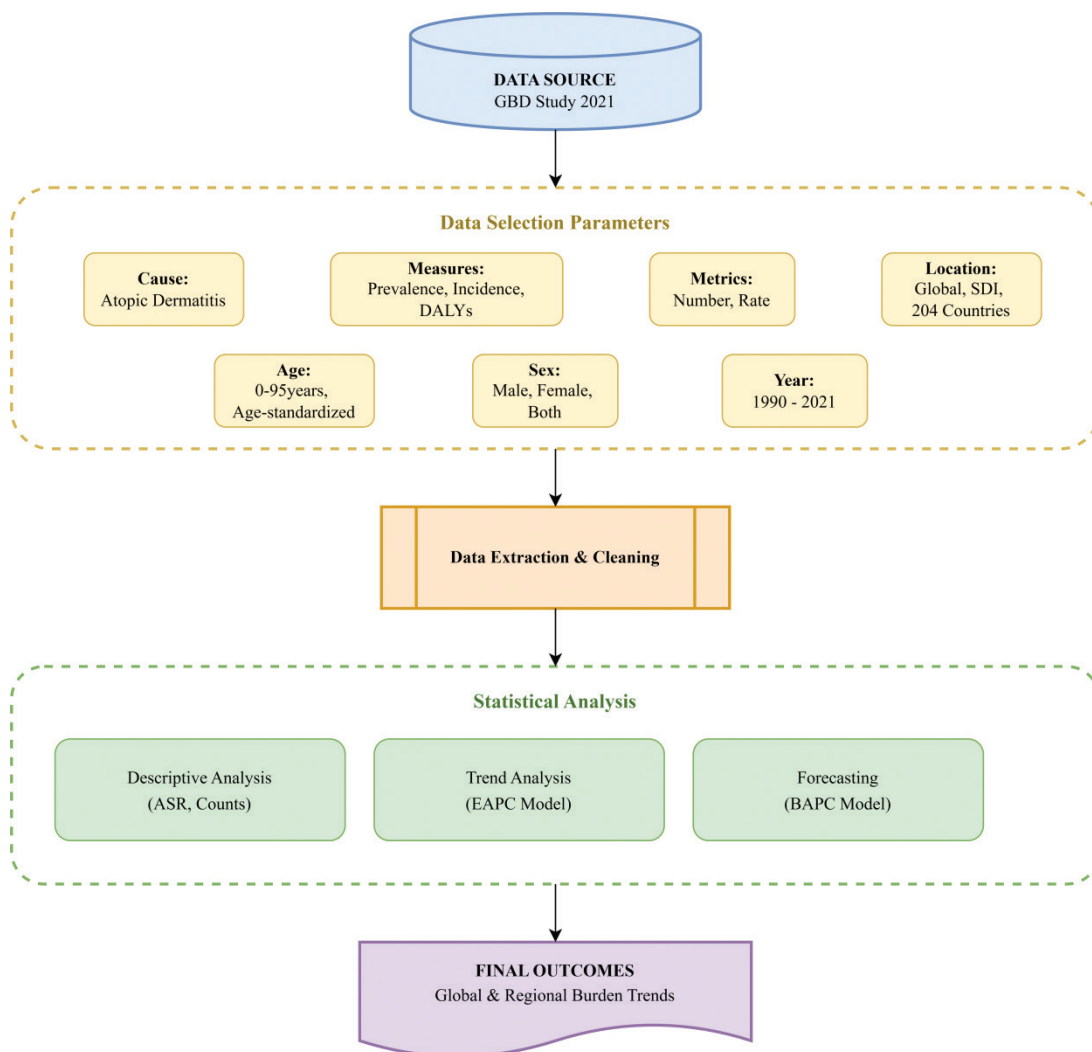 DATA SOURCE
GBD Study 2021
Data Selection Parameters
Cause:
Atopic Dermatitis
Measures:
Prevalence, Incidence,
DALYs
Metrics:
Number, Rate
Location:
Global, SDI,
204 Countries
Age:
0-95years,
Age-standardized
Sex:
Male, Female,
Both
Year:
1990 - 2021
Data Extraction & Cleaning
Statistical Analysis
Descriptive Analysis
(ASR, Counts)
Trend Analysis
(EAPC Model)
Forecasting
(BAPC Model)
FINAL OUTCOMES
Global & Regional Burden Trends